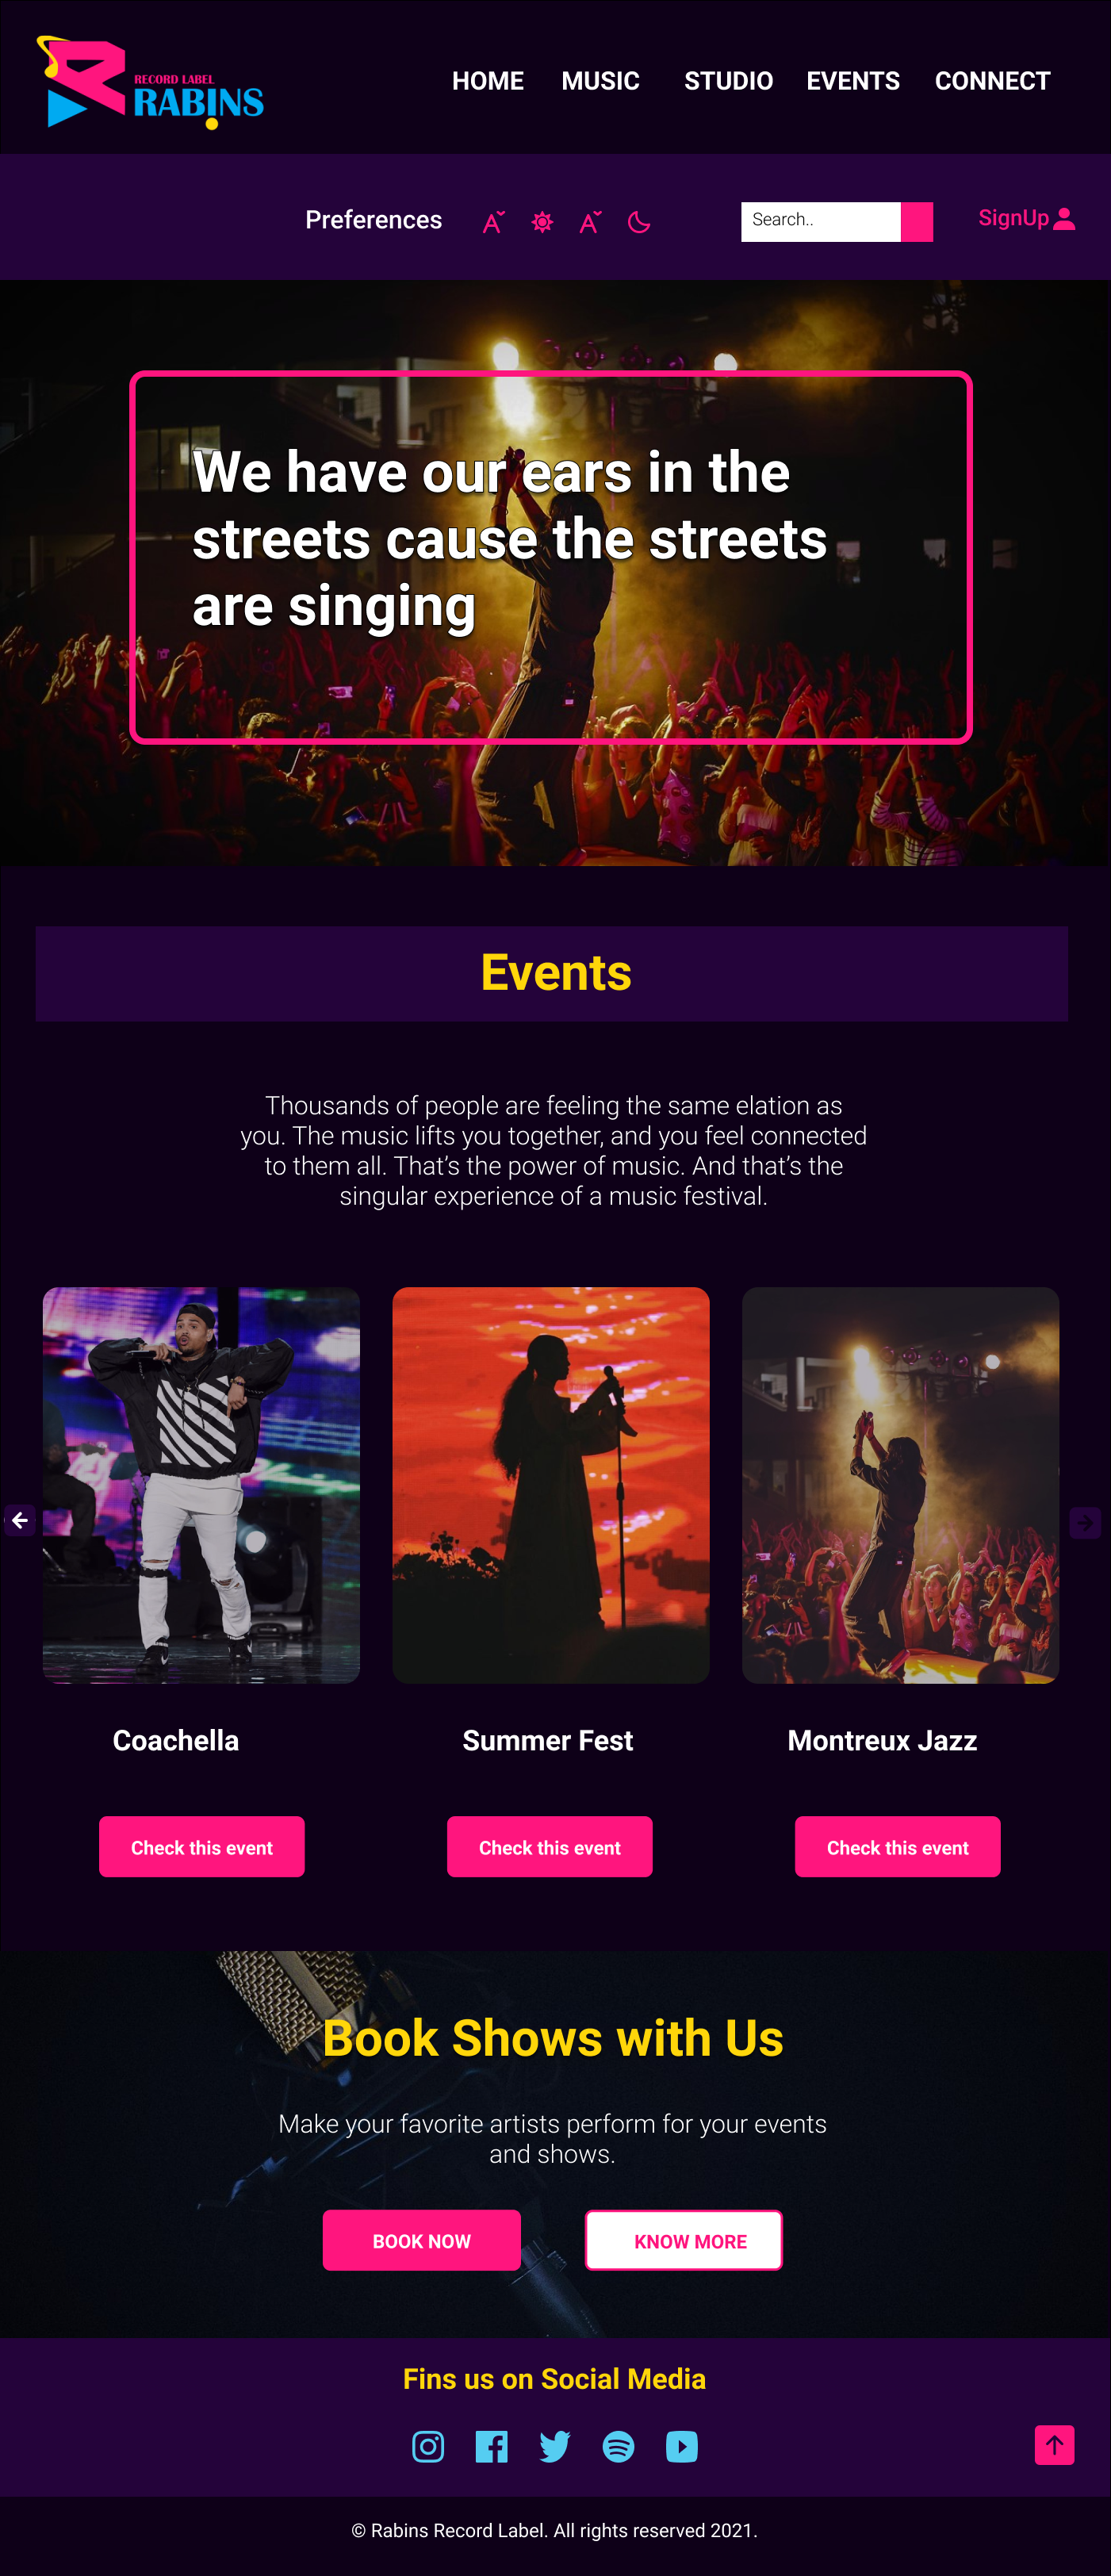 RECORD LABEL
RABINS
HOME MUSIC STUDIO EVENTS CONNECT
Preferences A A Search.. SignUp
We have our ears in the
streets cause the streets
are singing
Events
Thousands of people are feeling the same elation as
you. The music lifts you together, and you feel connected
to them all. That’s the power of music. And that’s the
singular experience of a music festival.
Coachella Summer Fest Montreux Jazz
Check this event Check this event Check this event
Book Shows with Us
Make your favorite artists perform for your events
and shows.
BOOK NOW KNOW MORE
Fins us on Social Media
© Rabins Record Label. All rights reserved 2021.